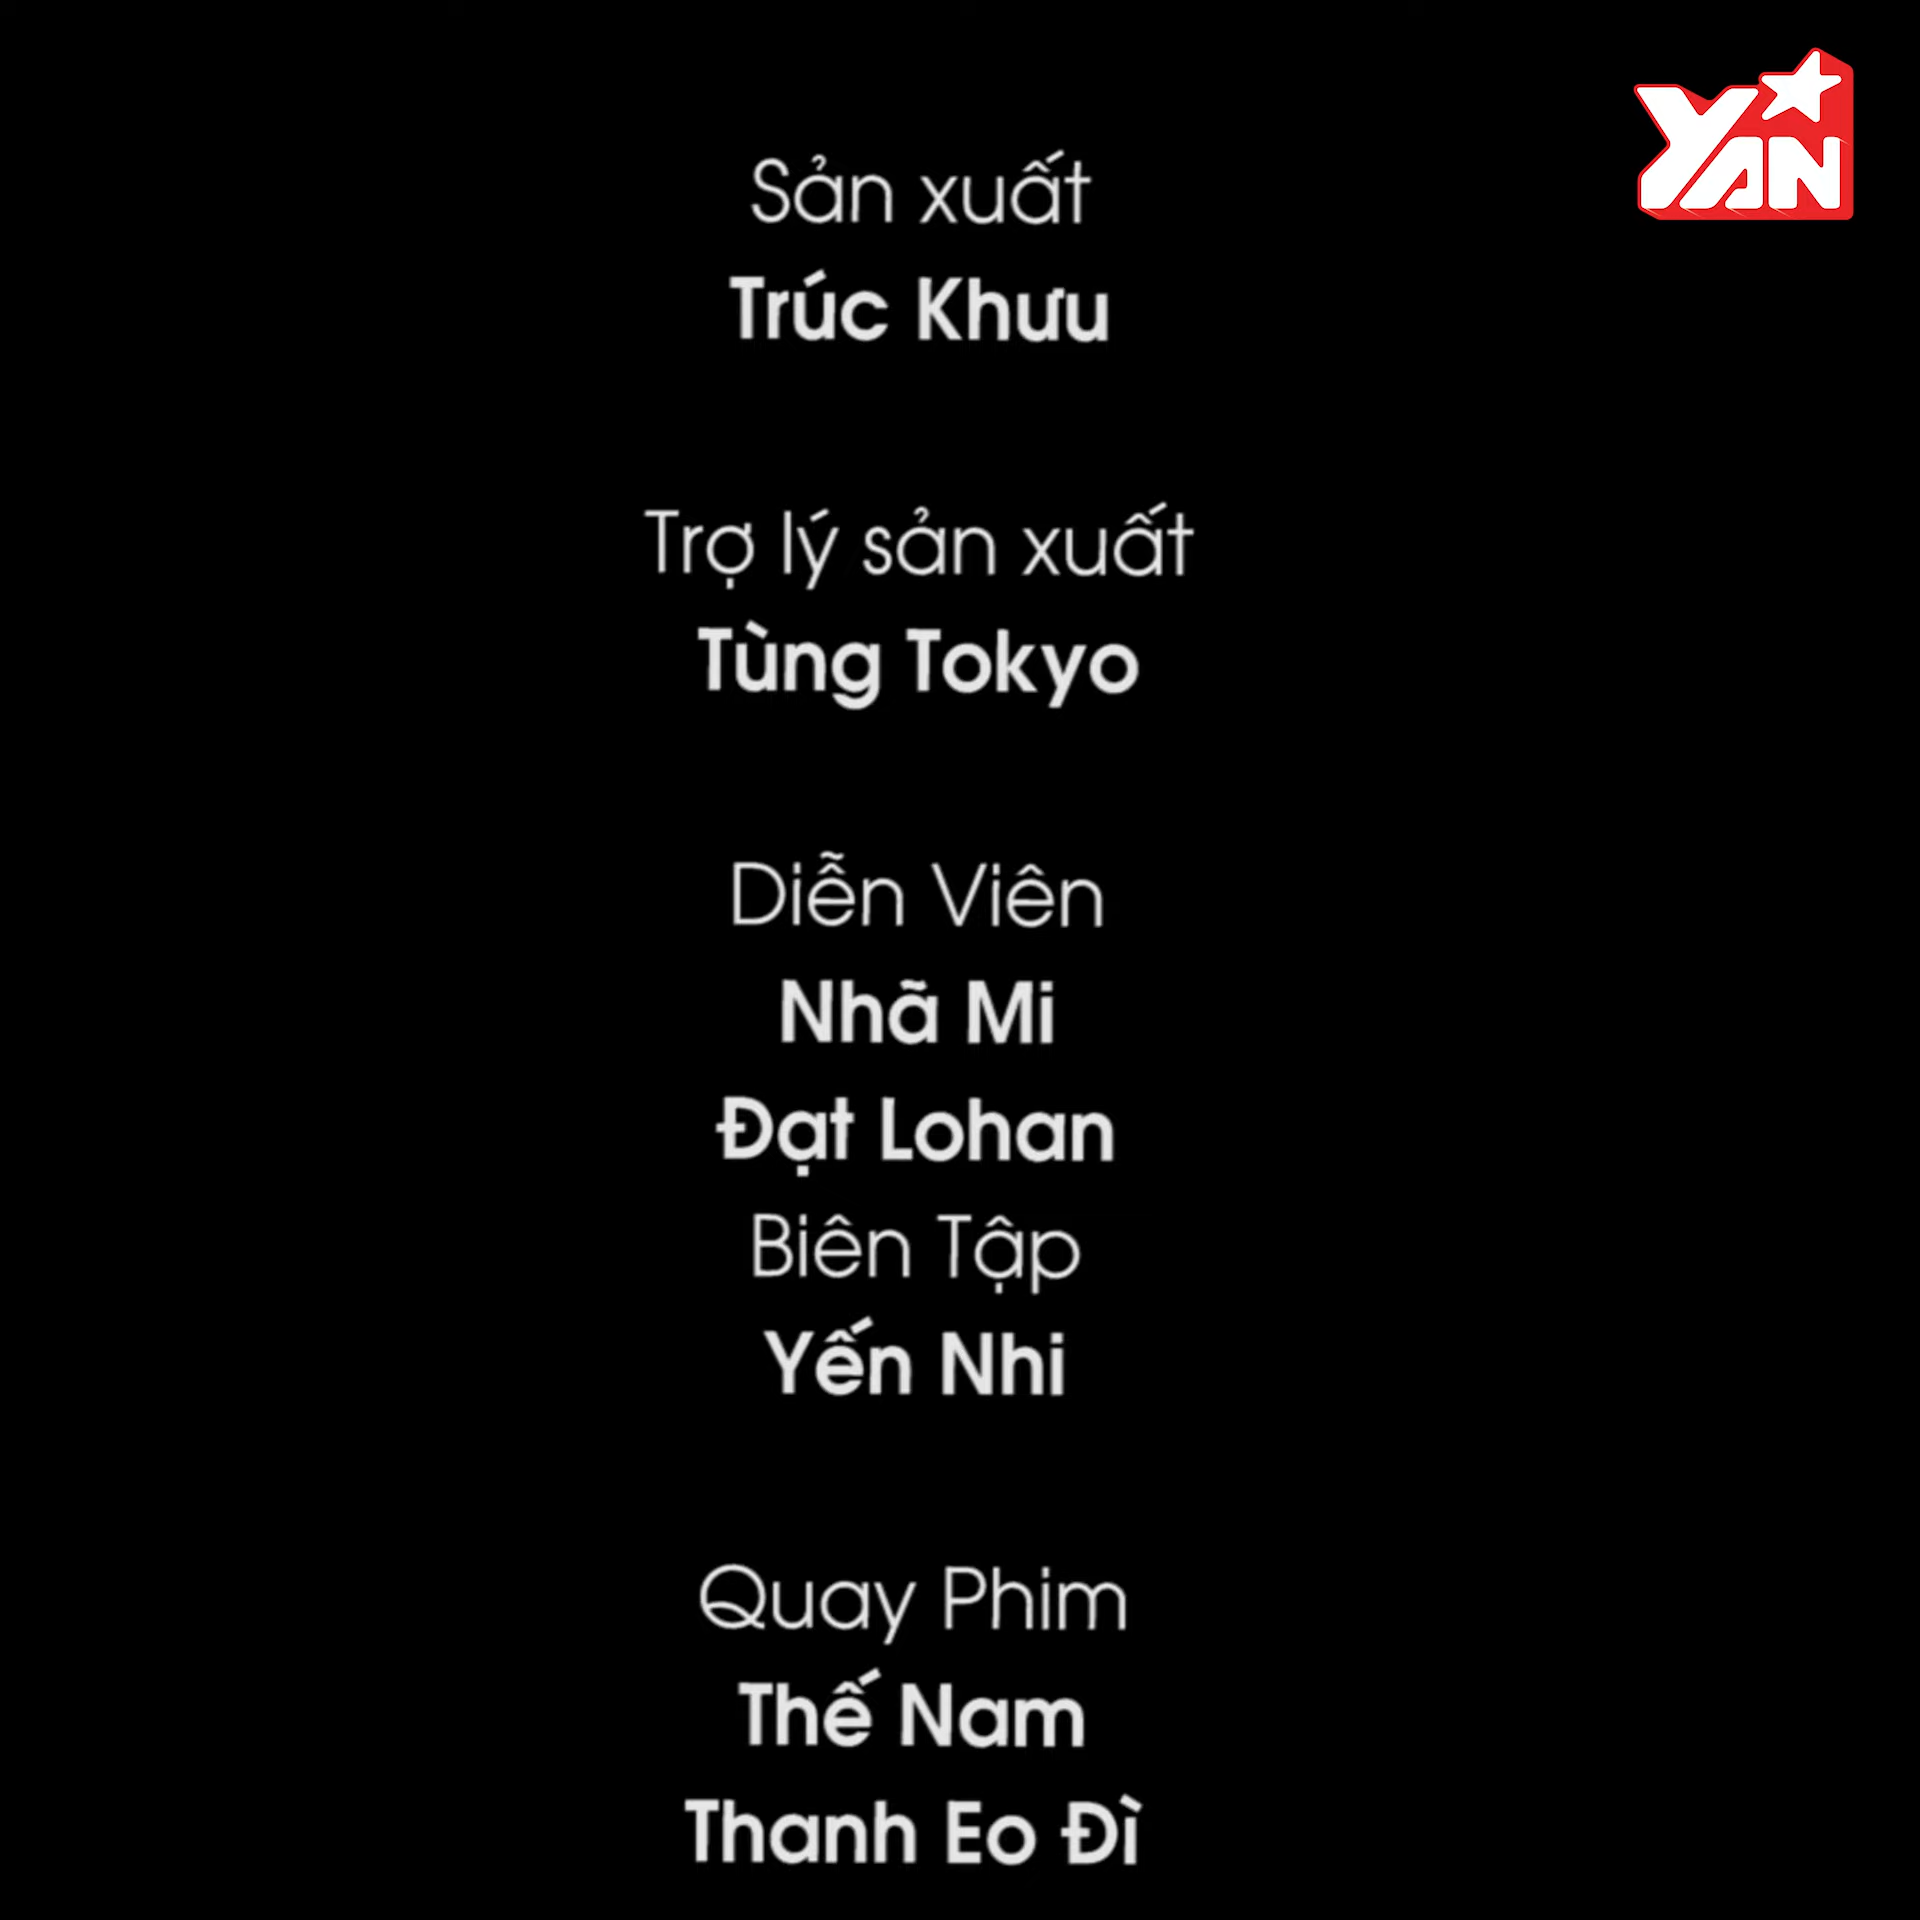 YAN
Sản xuất
Trúc Khưu
Trợ lý sản xuất
Tùng Tokyo
Diễn Viên
Nhã Mi
Đạt Lohan
Biên Tập
Yến Nhi
Quay Phim
Thế Nam
Thanh Eo Đì